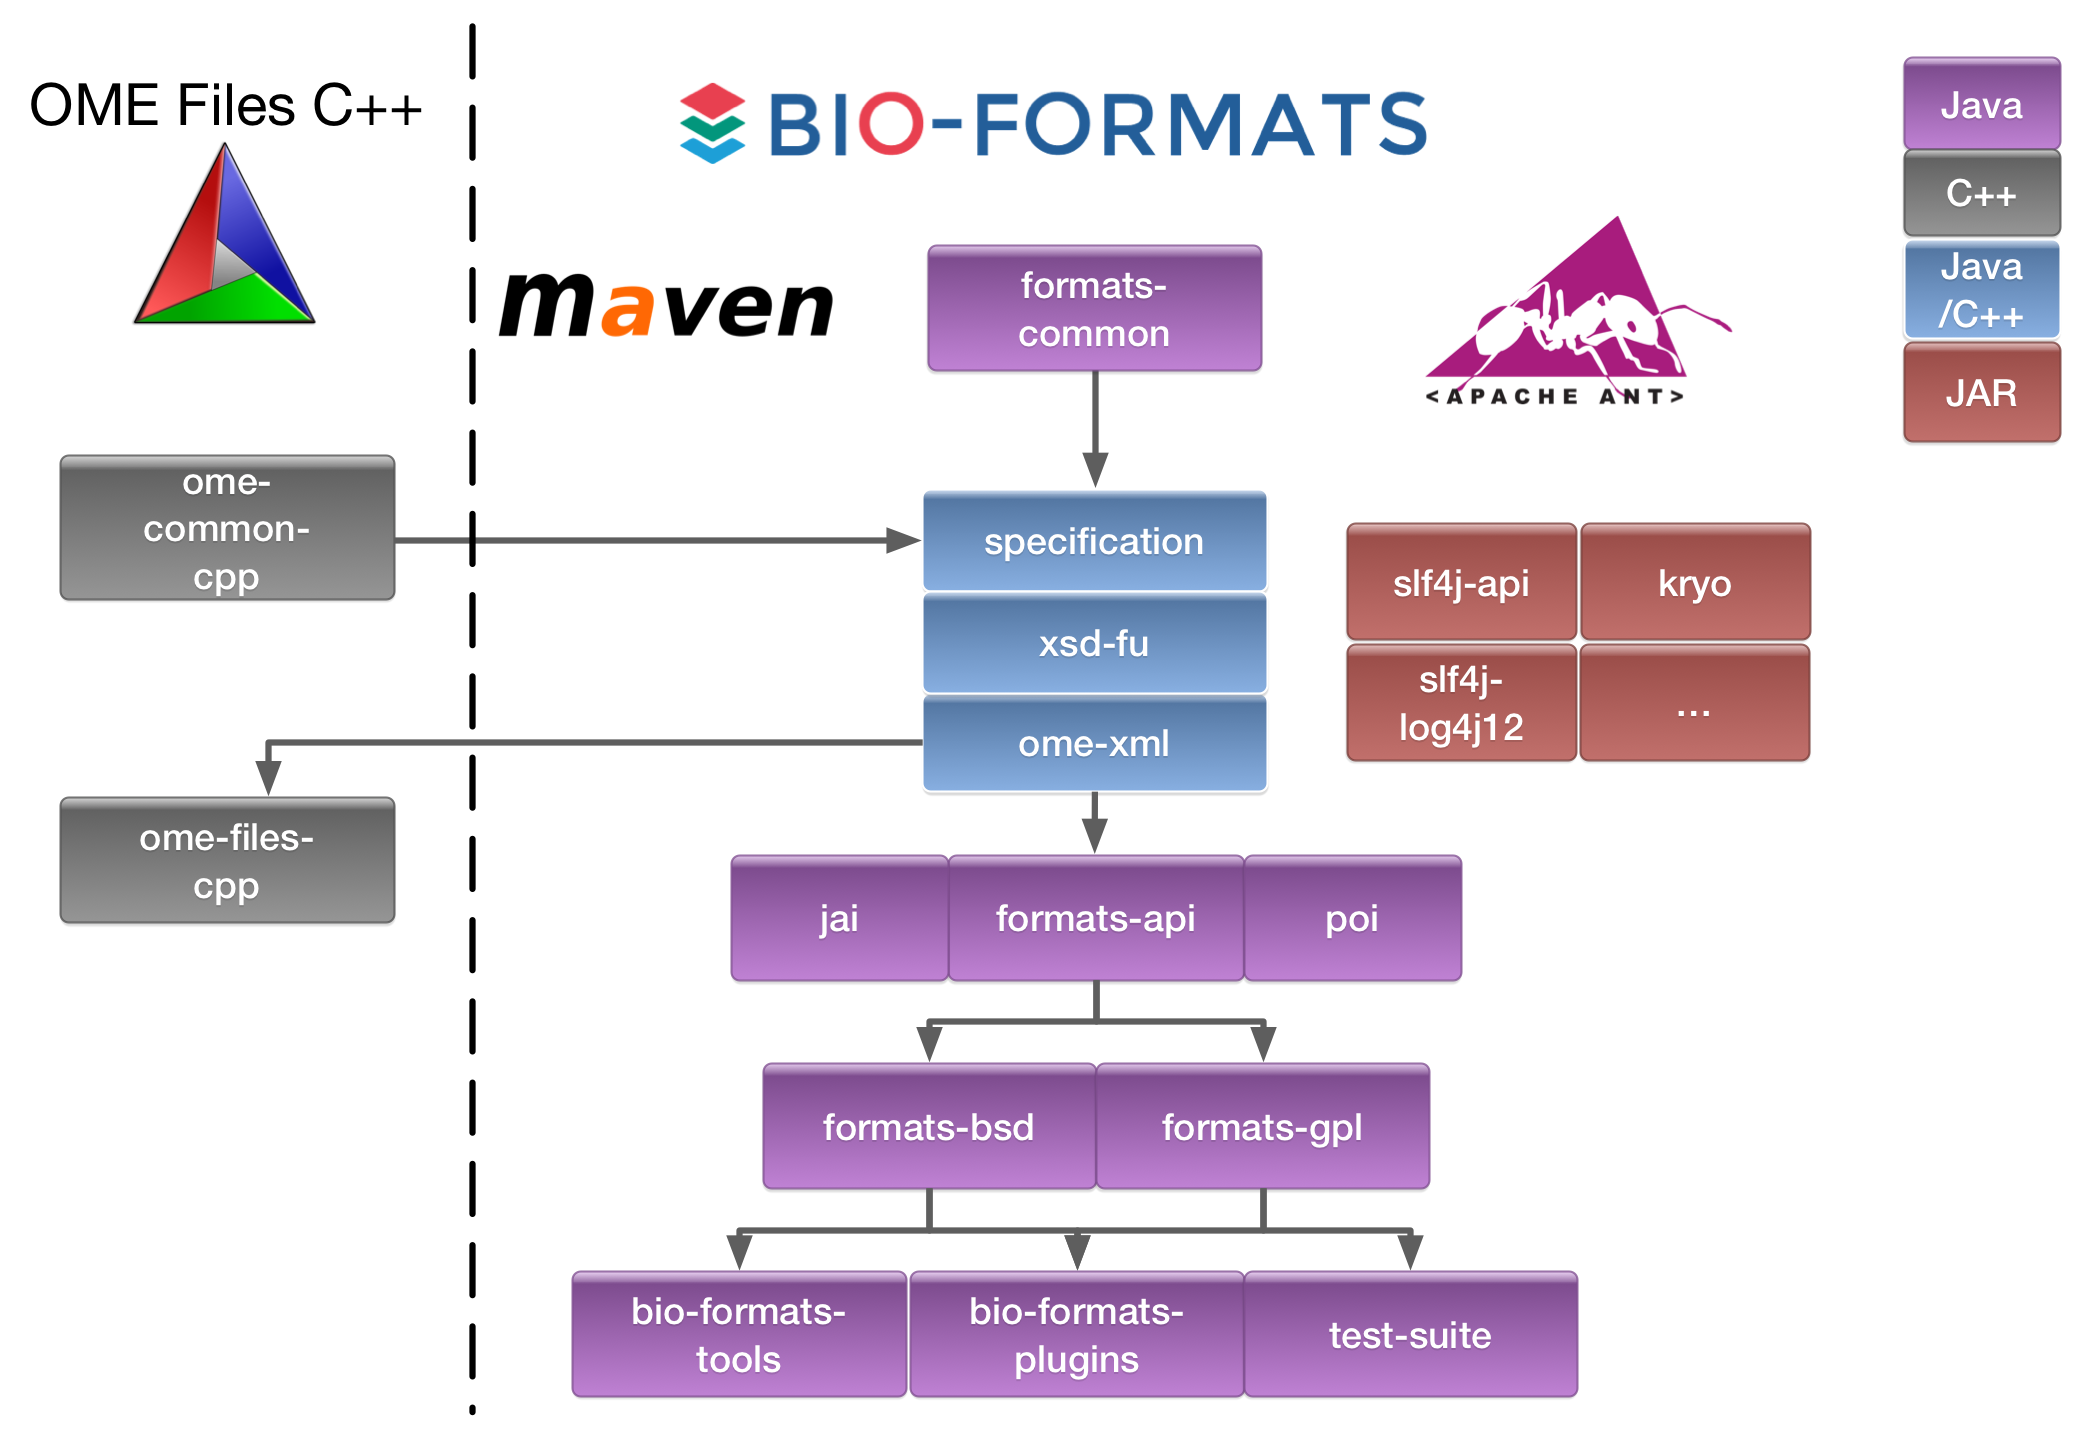 OME Files C++
BIO-FORMATS
maven
<APACHE ANT>
Java
C++
Java
/C++
JAR
formats-
common
ome-
common-
cpp
specification
xsd-fu
ome-xml
slf4j-api
kryo
slf4j-
log4j12
...
ome-files-
cpp
jai
formats-api
poi
formats-bsd
formats-gpl
bio-formats-
tools
bio-formats-
plugins
test-suite